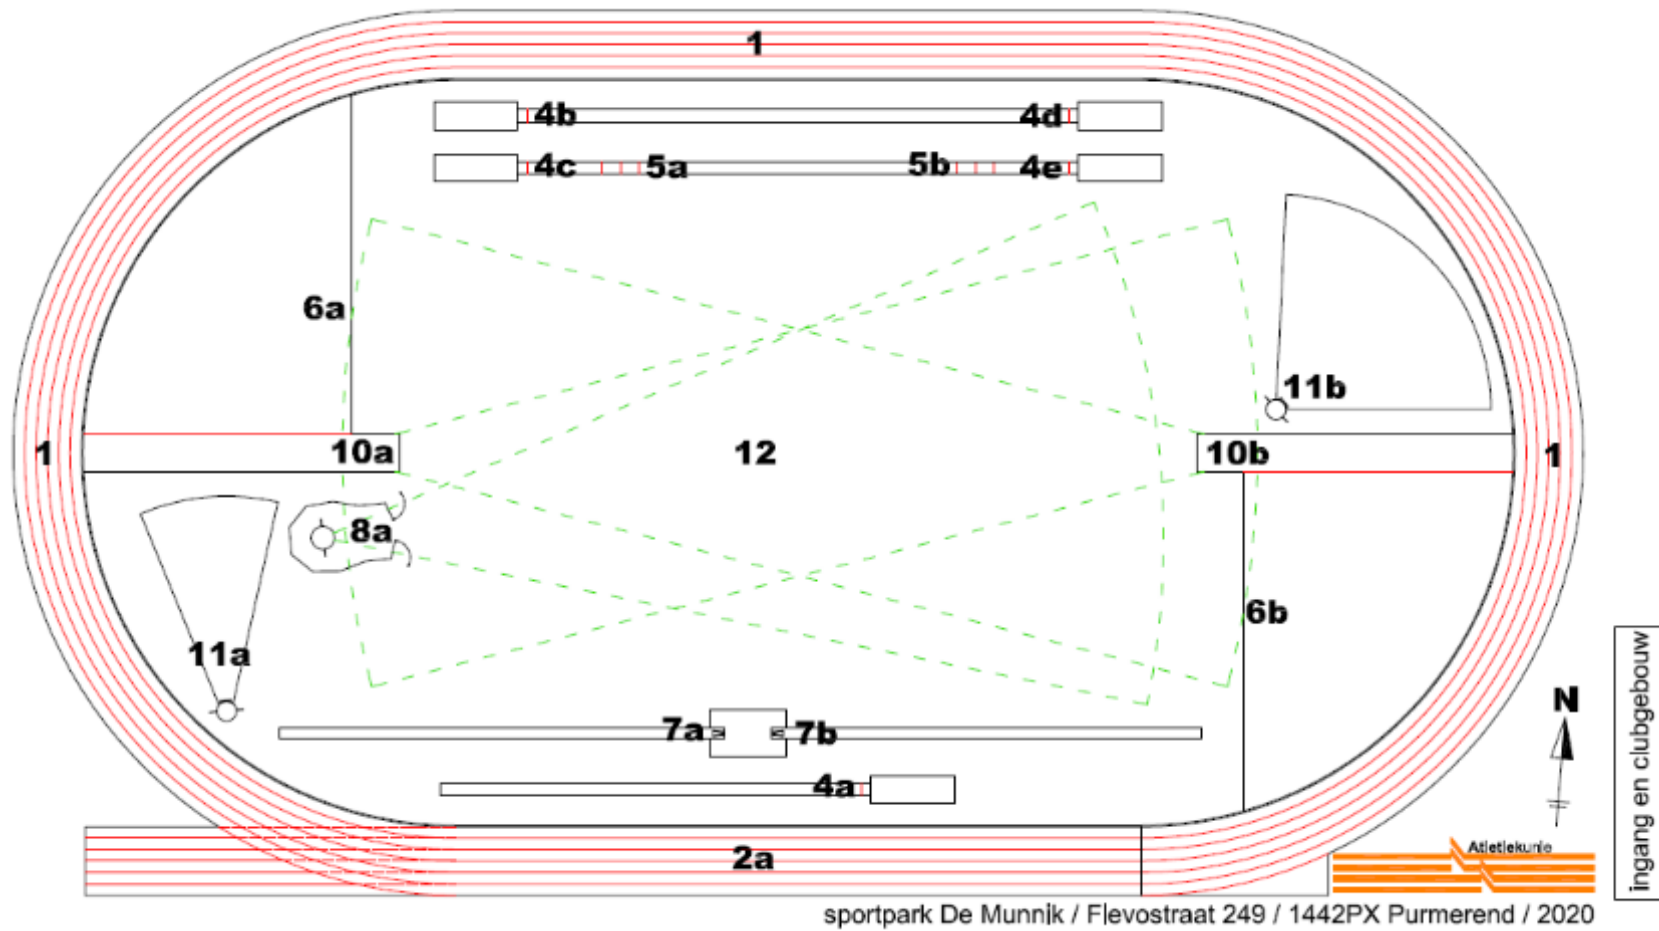 1
4b
4d
4c
5a
5b
4e
6a
11b
1
10a
12
10b
1
8a
6b
11a
7a
7b
4a
2a
N
ingang en clubgebouw
Atletiekunie
sportpark De Munnik / Flevostraat 249 / 1442PX Purmerend / 2020